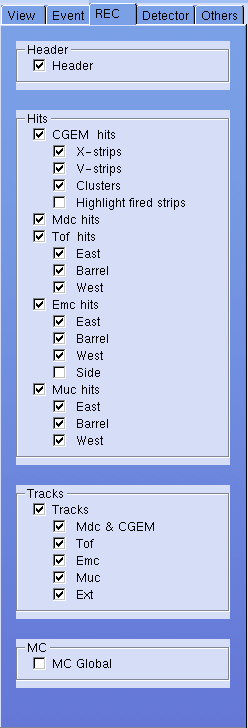 View Event REC Detector Others
Header
Header
Hits
CGEM hits
X-strips
V-strips
Clusters
Highlight fired strips
Mdc hits
Tof hits
East
Barrel
West
Emc hits
East
Barrel
West
Side
Muc hits
East
Barrel
West
Tracks
Tracks
Mdc & CGEM
Tof
Emc
Muc
Ext
MC
MC Global